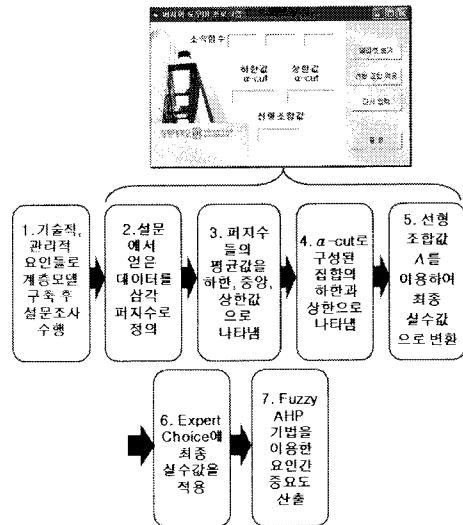 소속함수
하한값 상한값
α-cut α-cut
선형조합값
다시 입력
종 료
1. 기술적,
관리적
요인들로
계층모델
구축 후
설문조사
수행
2. 설문
에서
얻은
데이터를
삼각
퍼지수로
정의
3. 퍼지수
들의
평균값을
하한, 중앙,
상한값
으로
나타냄
4. α-cut로
구성된
집합의
하한과
상한으로
나타냄
5. 선형
조합값
Λ를
이용하여
최종
실수값
으로 변환
6. Expert
Choice에
최종
실수값을
적용
7. Fuzzy
AHP
기법을
이용한
요인간
중요도
산출